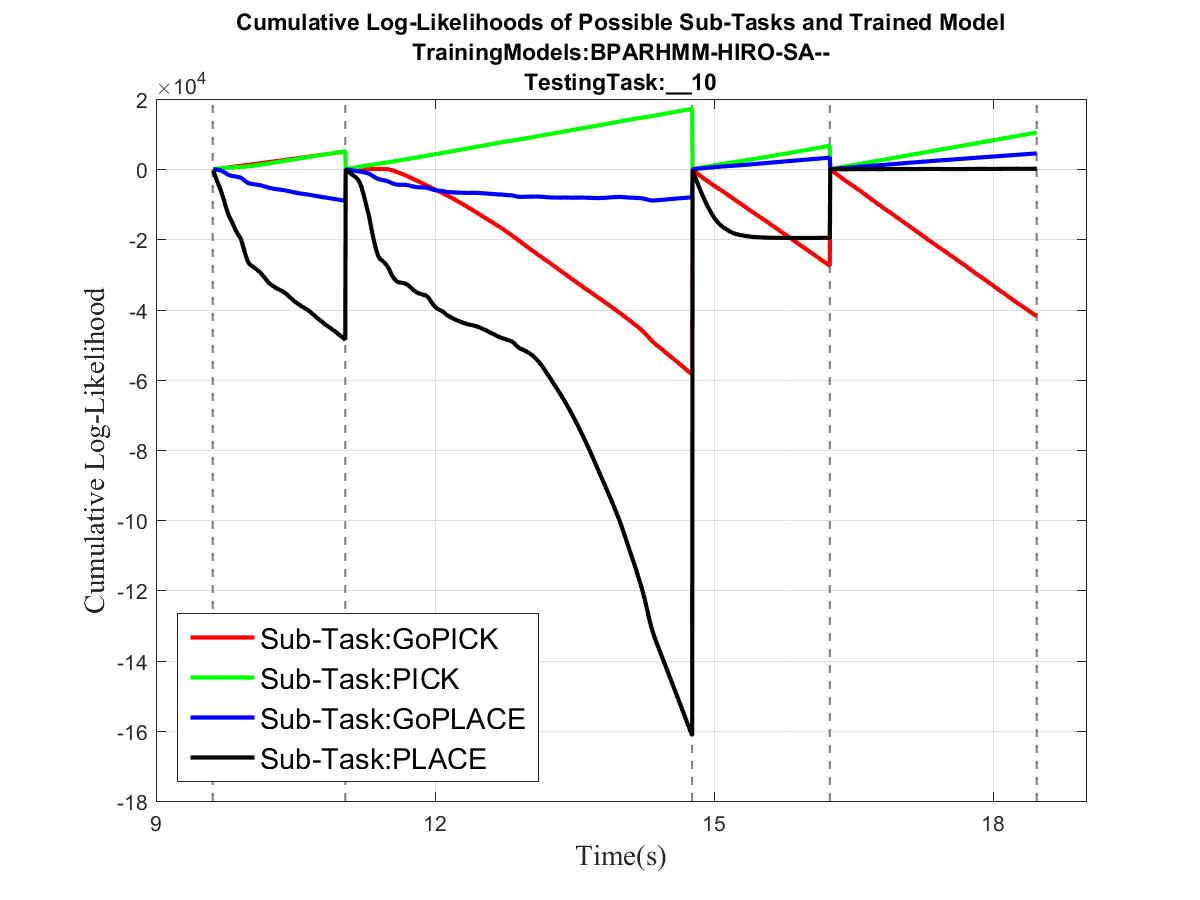 Cumulative Log-Likelihoods of Possible Sub-Tasks and Trained Model
TrainingModels:BPARHMM-HIRO-SA--
TestingTask:__10
×10^4
2
0
-2
-4
-6
-8
-10
-12
-14
-16
-18
Cumulative Log-Likelihood
Sub-Task:GoPICK
Sub-Task:PICK
Sub-Task:GoPLACE
Sub-Task:PLACE
9 12 15 18
Time(s)